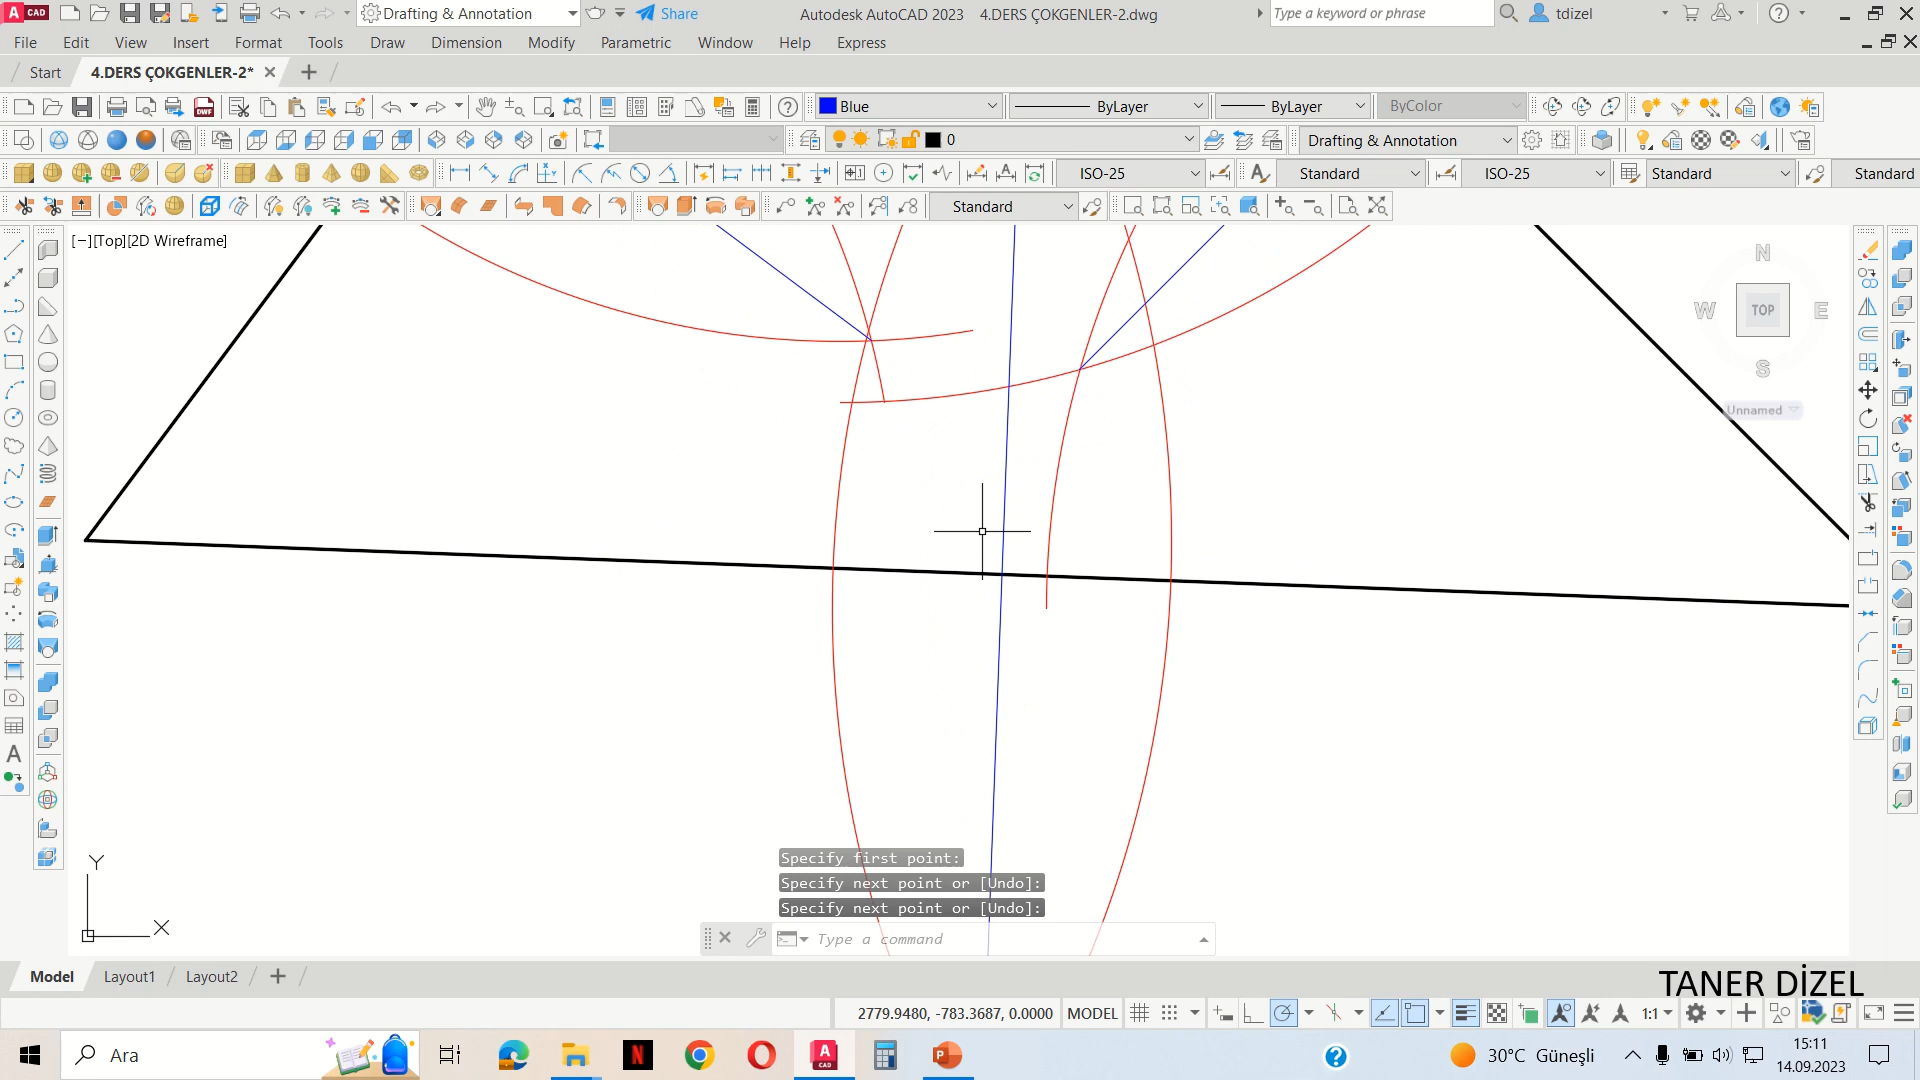 CAD
Drafting & Annotation
Share
Autodesk AutoCAD 2023 4.DERS ÇOKGENLER-2.dwg
Type a keyword or phrase
tdizel
File Edit View Insert Format Tools Draw Dimension Modify Parametric Window Help Express
Start 4.DERS ÇOKGENLER-2*
Blue ByLayer ByLayer ByColor
0 Drafting & Annotation
ISO-25 Standard ISO-25 Standard Standard
Standard
[−][Top][2D Wireframe]
N
W TOP E
S
Unnamed
Y
X
Specify first point:
Specify next point or [Undo]:
Specify next point or [Undo]:
Type a command
Model Layout1 Layout2
TANER DİZEL
2779.9480, -783.3687, 0.0000 MODEL 1:1
Ara
30°C Güneşli
15:11
14.09.2023